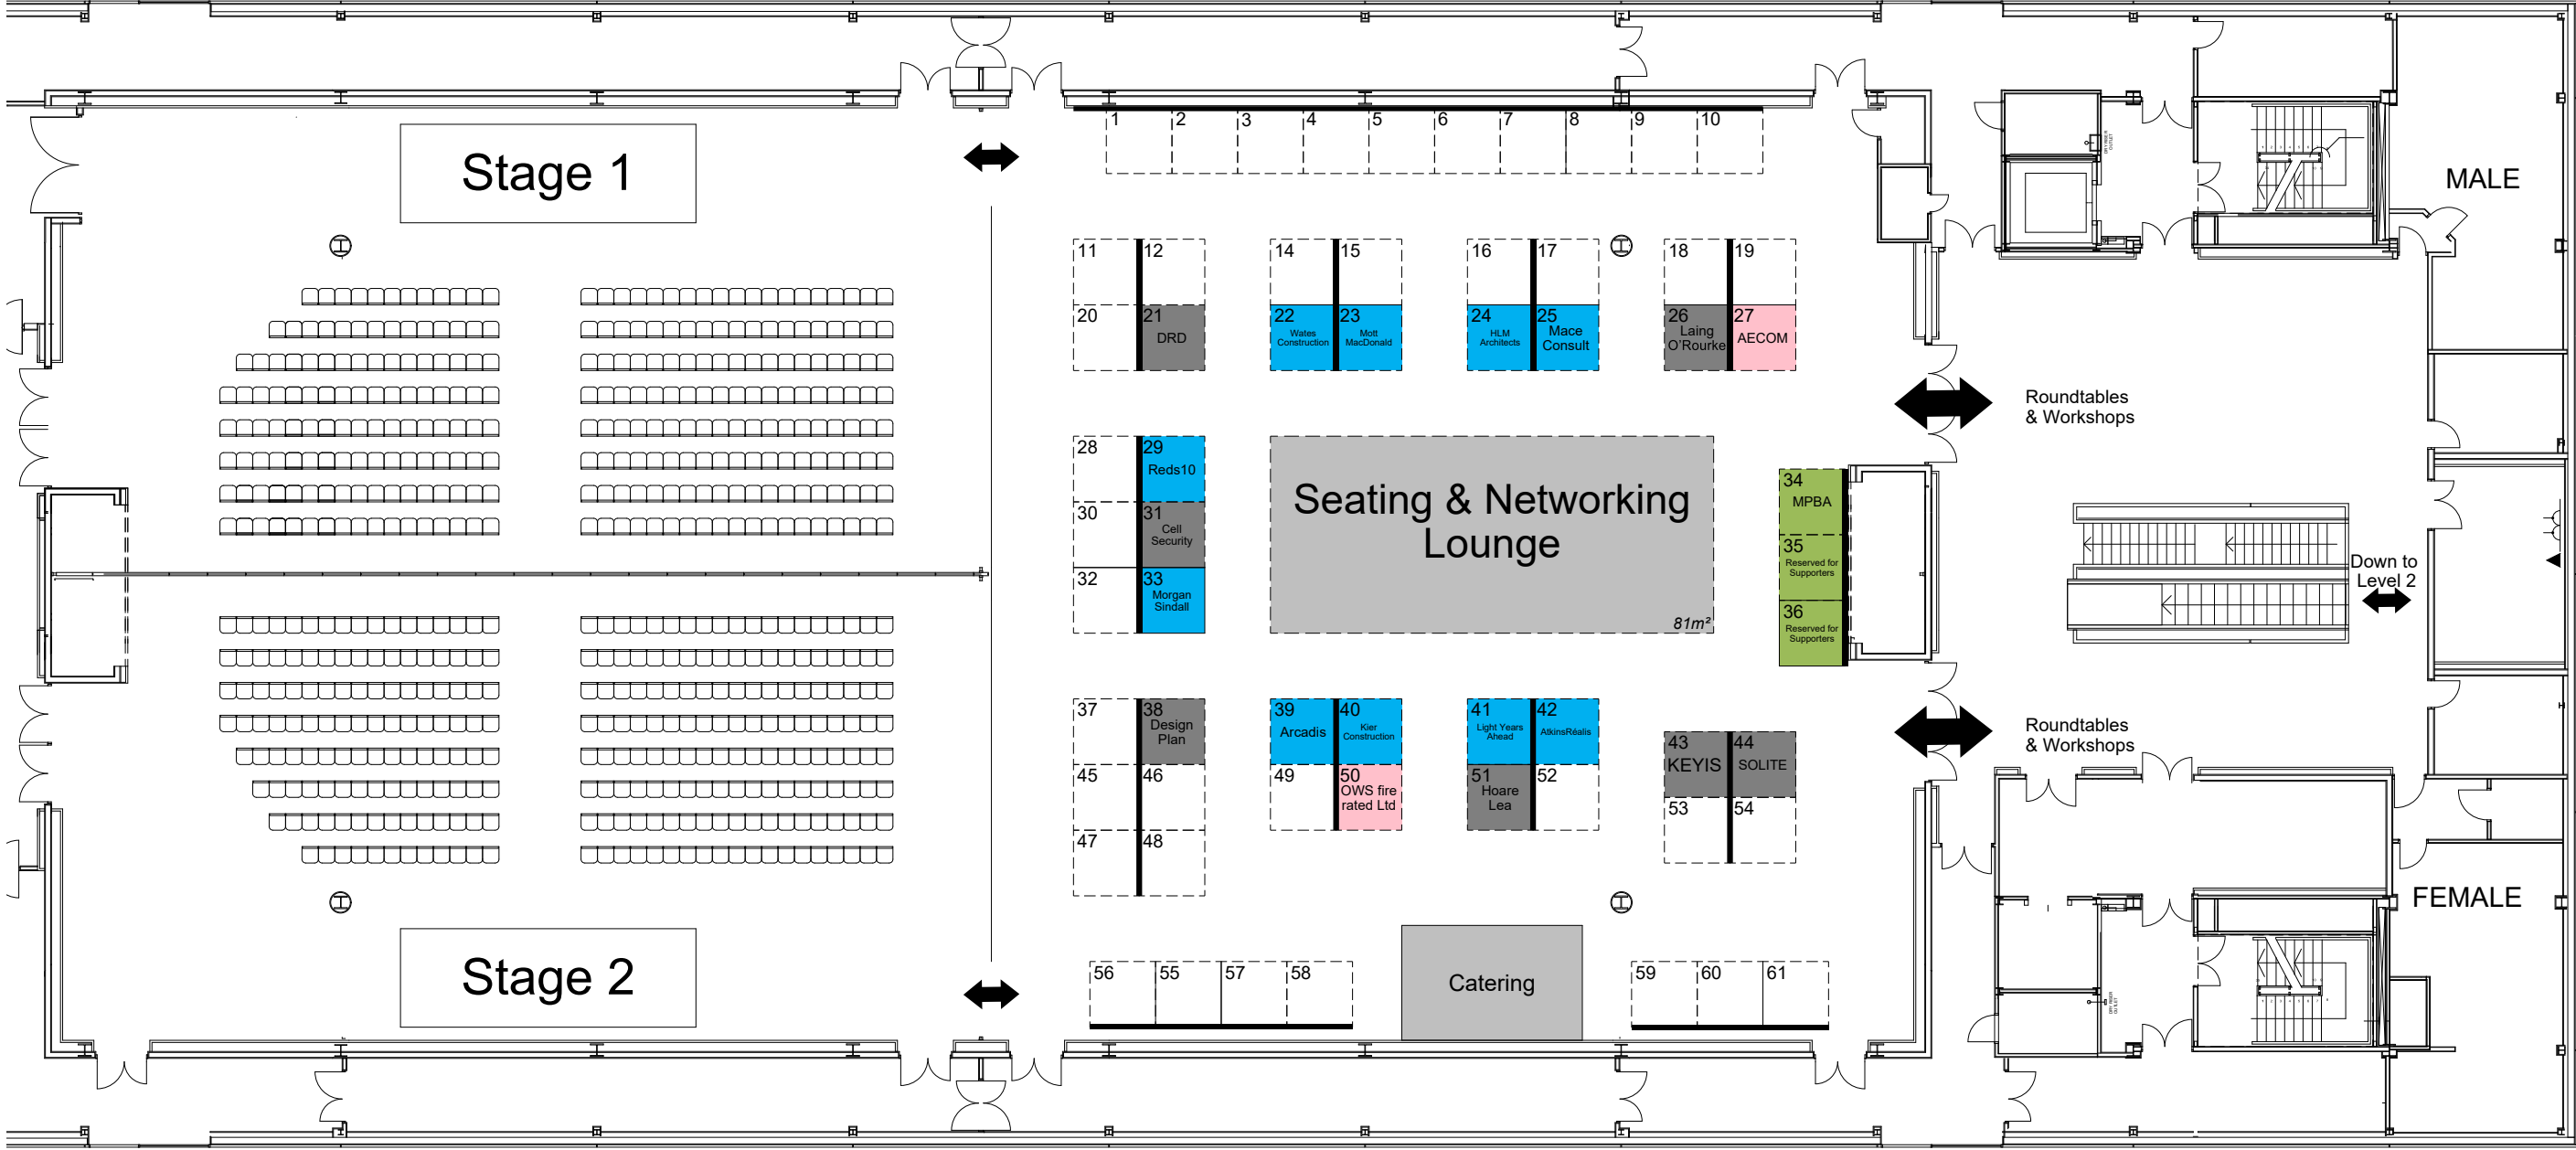 Stage 1
1 2 3 4 5 6 7 8 9 10
MALE
11 12 14 15 16 17 18 19
20
21
DRD
22
Wates
Construction
23
Mott
MacDonald
24
HLM
Architects
25
Mace
Consult
26
Laing
O'Rourke
27
AECOM
Roundtables
& Workshops
28
29
Reds10
30
31
Cell
Security
32
33
Morgan
Sindall
Seating & Networking
Lounge
81m²
34
MPBA
35
Reserved for
Supporters
36
Reserved for
Supporters
Down to
Level 2
37
38
Design
Plan
39
Arcadis
40
Kier
Construction
41
Light Years
Ahead
42
AtkinsRéalis
43
KEYIS
44
SOLITE
Roundtables
& Workshops
45 46
47 48
49
50
OWS fire
rated Ltd
51
Hoare
Lea
52
53 54
FEMALE
Stage 2
56 55 57 58
Catering
59 60 61